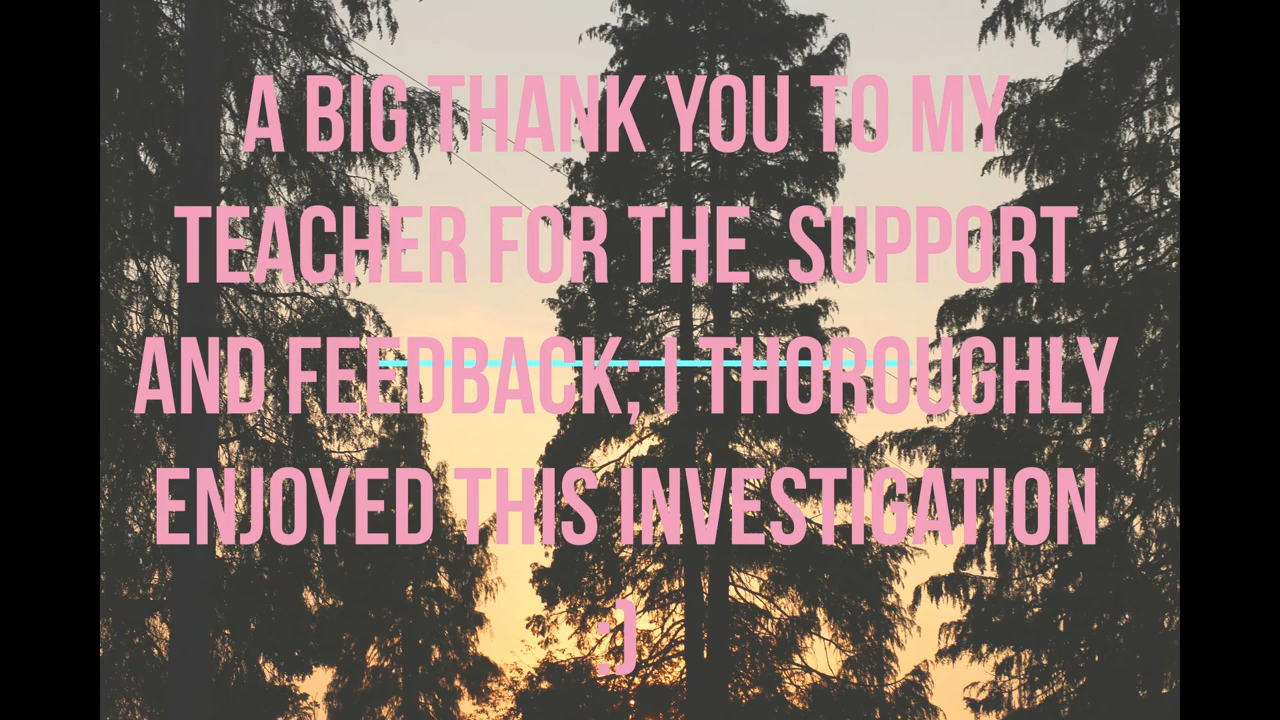 A BIG THANK YOU TO MY
TEACHER FOR THE SUPPORT
AND FEEDBACK; I THOROUGHLY
ENJOYED THIS INVESTIGATION
:)